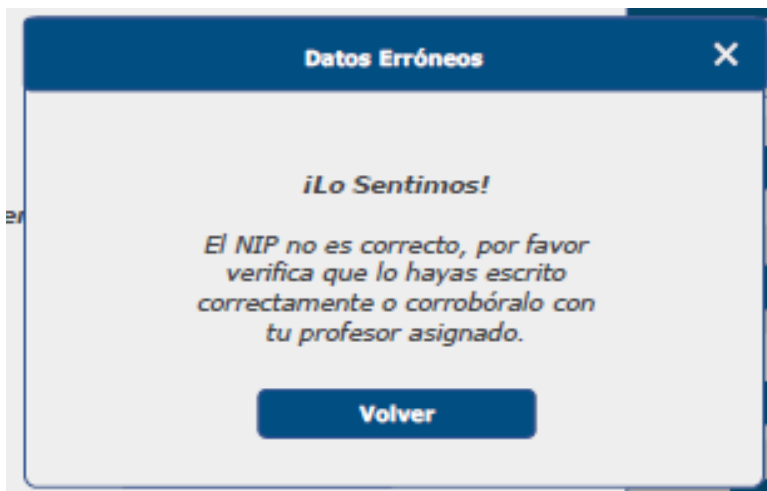 Datos Erróneos
¡Lo Sentimos!
El NIP no es correcto, por favor
verifica que lo hayas escrito
correctamente o corrobóralo con
tu profesor asignado.
Volver